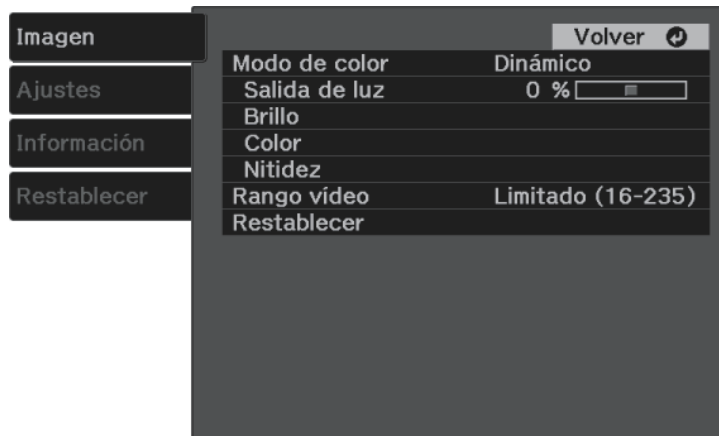 Imagen
Ajustes
Información
Restablecer
Volver
Modo de color Dinámico
Salida de luz 0 %
Brillo
Color
Nitidez
Rango vídeo Limitado (16-235)
Restablecer